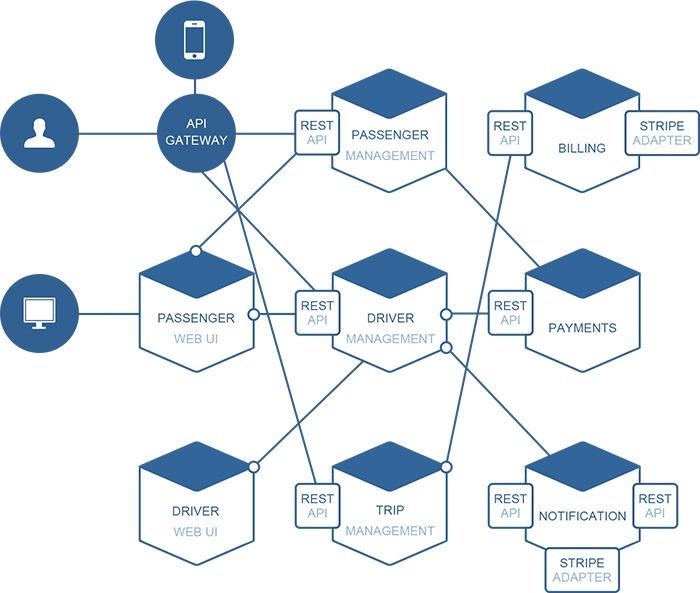 API
GATEWAY
REST
API
PASSENGER
MANAGEMENT
REST
API
BILLING
STRIPE
ADAPTER
PASSENGER
WEB UI
REST
API
DRIVER
MANAGEMENT
REST
API
PAYMENTS
DRIVER
WEB UI
REST
API
TRIP
MANAGEMENT
REST
API
NOTIFICATION
REST
API
STRIPE
ADAPTER